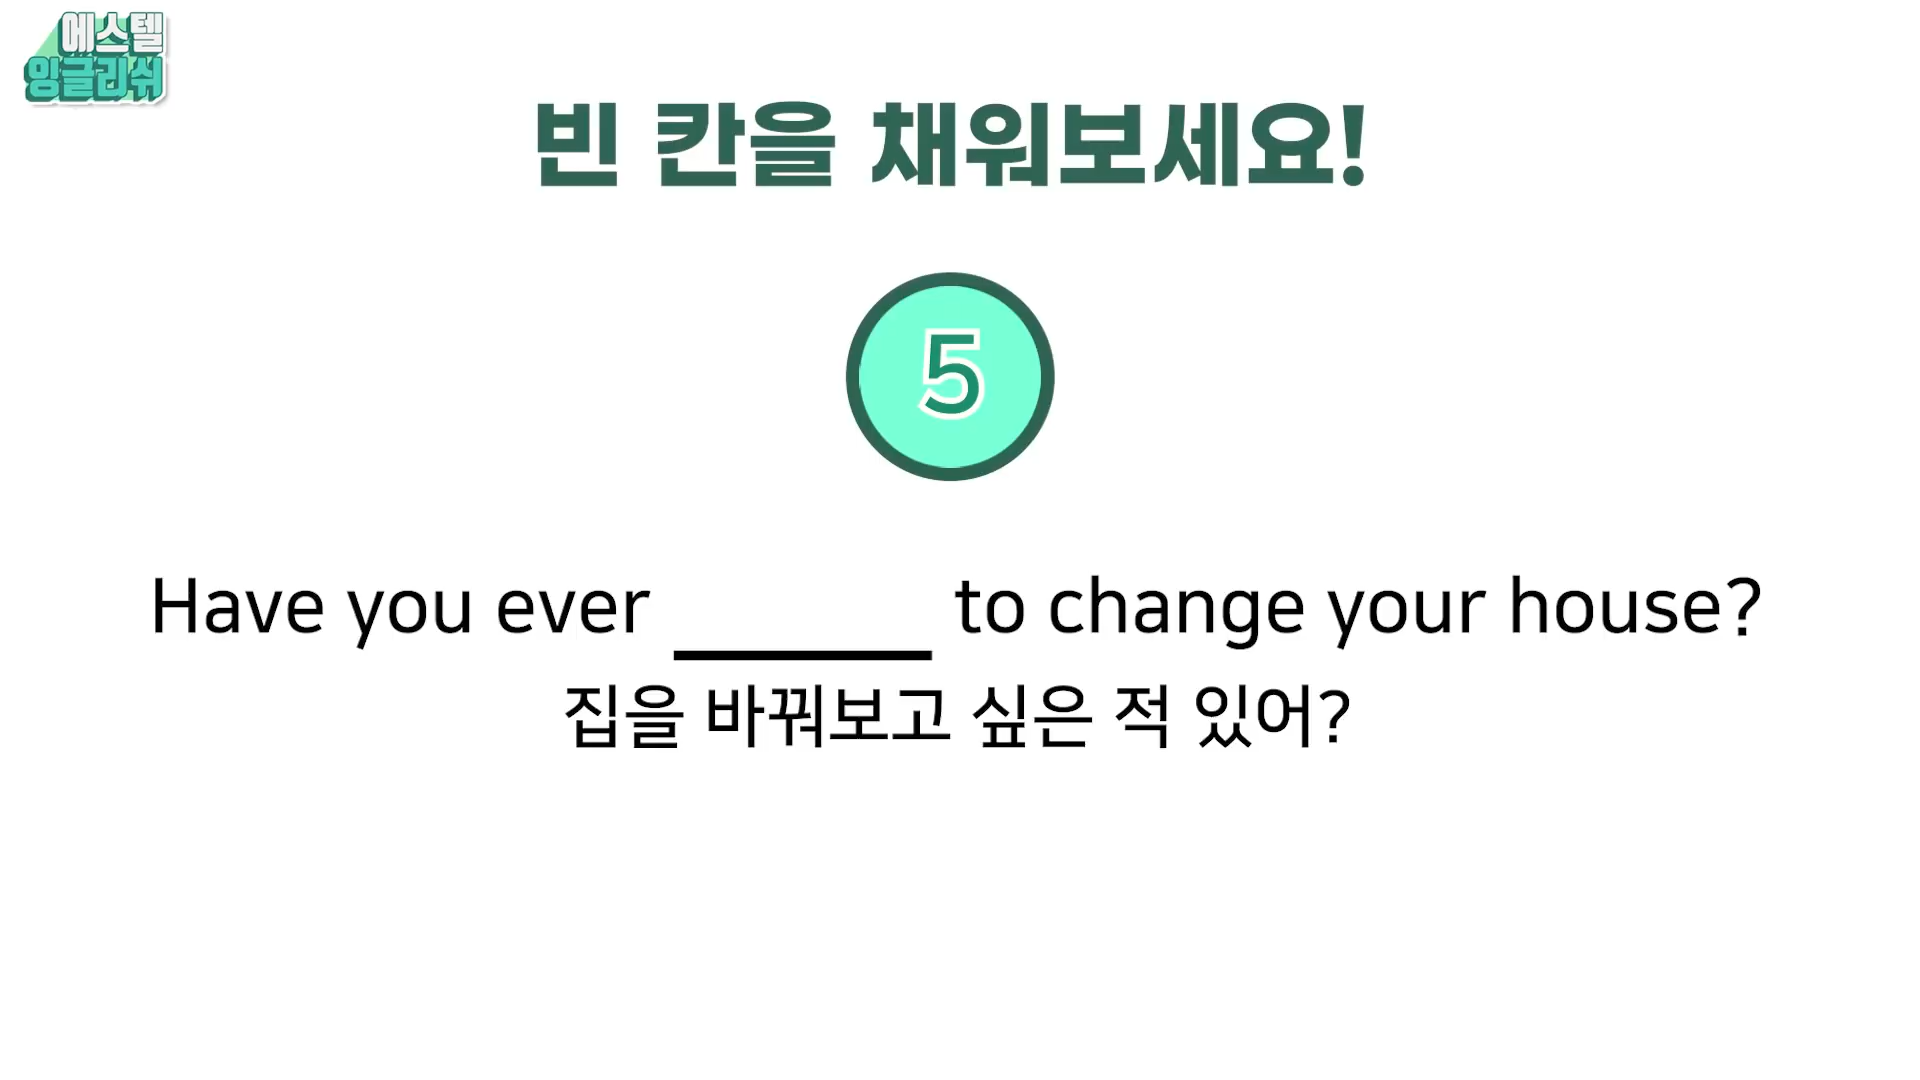 에스텔
잉글리쉬
빈 칸을 채워보세요!
5
Have you ever ______ to change your house?
집을 바꿔보고 싶은 적 있어?